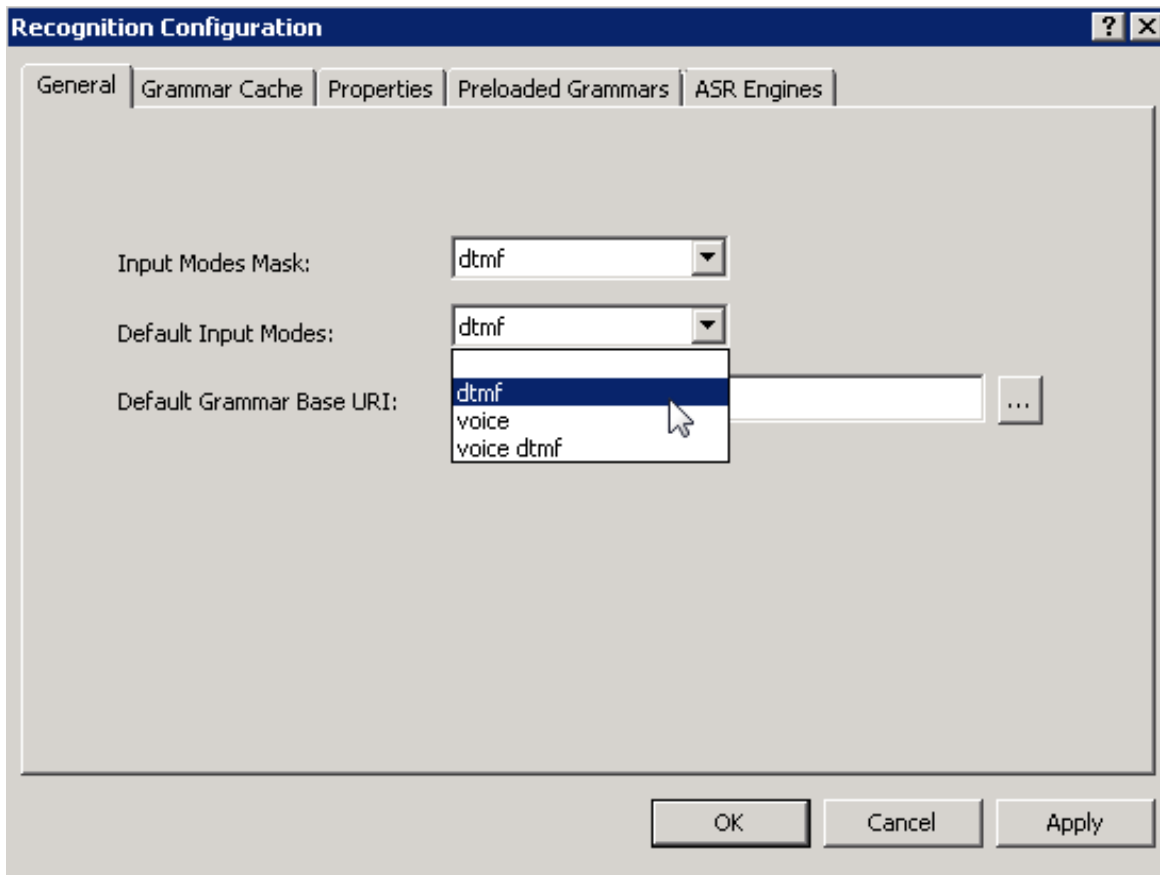 Recognition Configuration ? X
General Grammar Cache Properties Preloaded Grammars ASR Engines
Input Modes Mask: dtmf
Default Input Modes: dtmf
dtmf
Default Grammar Base URI: ...
voice
voice dtmf
OK Cancel Apply